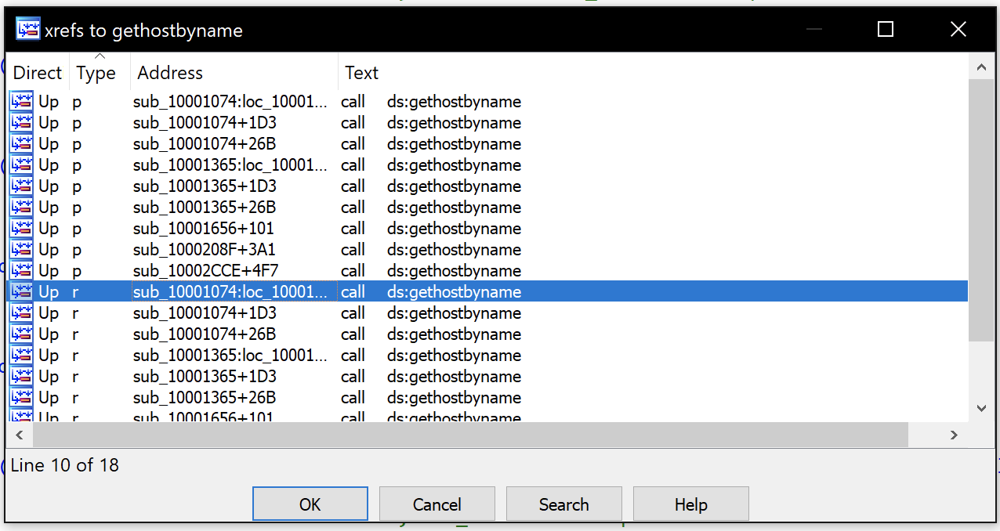 xrefs to gethostbyname
Direct Type Address Text
Up p sub_10001074:loc_10001... call ds:gethostbyname
Up p sub_10001074+1D3 call ds:gethostbyname
Up p sub_10001074+26B call ds:gethostbyname
Up p sub_10001365:loc_10001... call ds:gethostbyname
Up p sub_10001365+1D3 call ds:gethostbyname
Up p sub_10001365+26B call ds:gethostbyname
Up p sub_10001656+101 call ds:gethostbyname
Up p sub_1000208F+3A1 call ds:gethostbyname
Up p sub_10002CCE+4F7 call ds:gethostbyname
Up r sub_10001074:loc_10001... call ds:gethostbyname
Up r sub_10001074+1D3 call ds:gethostbyname
Up r sub_10001074+26B call ds:gethostbyname
Up r sub_10001365:loc_10001... call ds:gethostbyname
Up r sub_10001365+1D3 call ds:gethostbyname
Up r sub_10001365+26B call ds:gethostbyname
Up r sub_10001656+101 call ds:gethostbyname
Line 10 of 18
OK Cancel Search Help